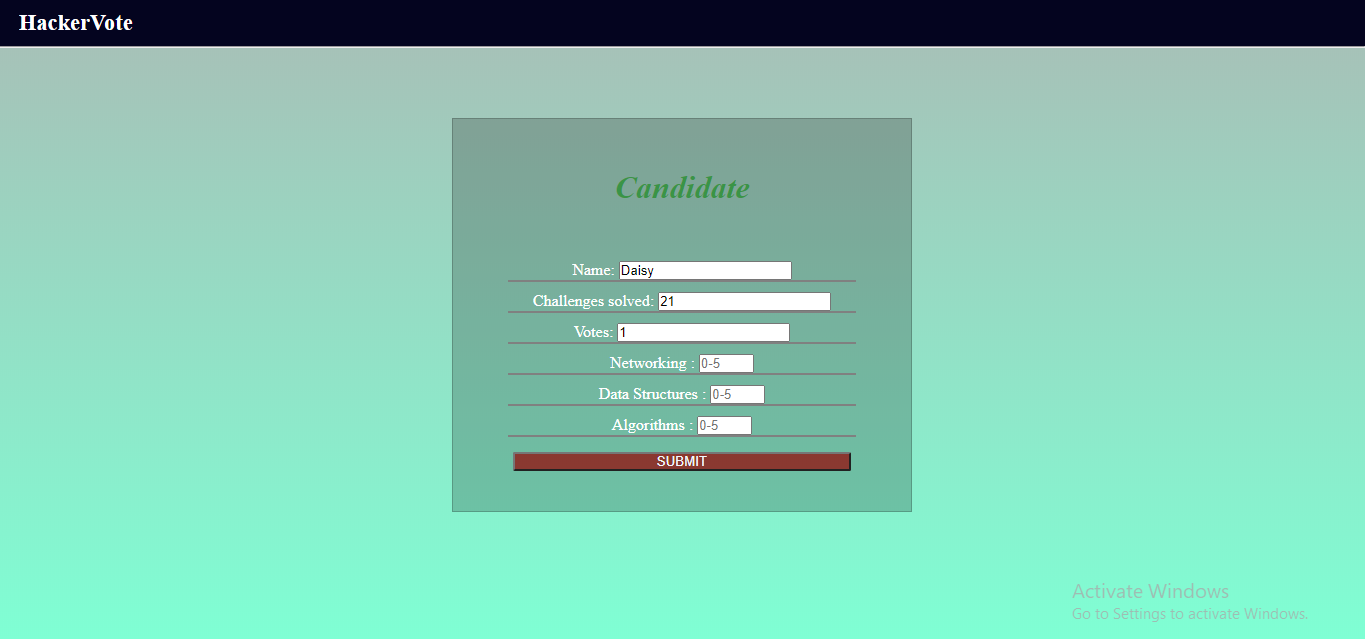 HackerVote
Candidate
Name: Daisy
Challenges solved: 21
Votes: 1
Networking : 0-5
Data Structures : 0-5
Algorithms : 0-5
SUBMIT
Activate Windows
Go to Settings to activate Windows.